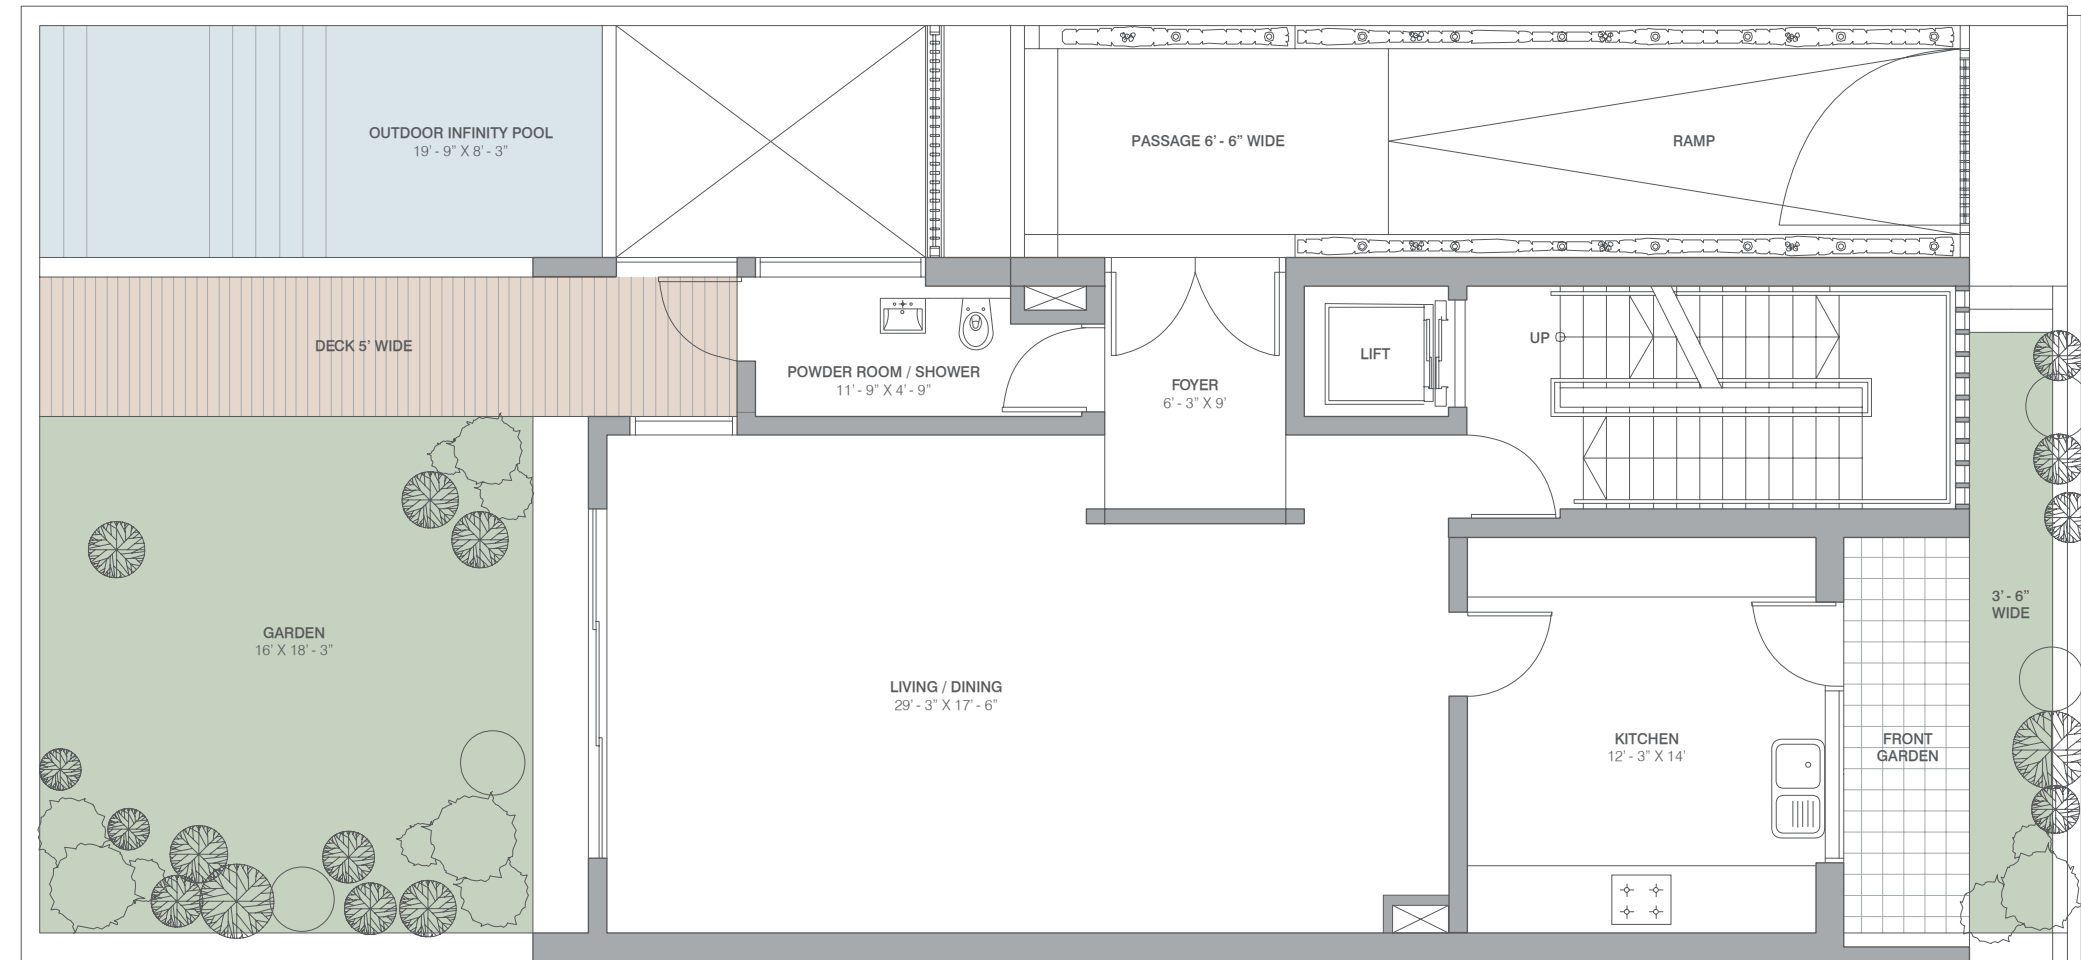 OUTDOOR INFINITY POOL
19' - 9” X 8' - 3”
PASSAGE 6' - 6” WIDE
RAMP
DECK 5' WIDE
POWDER ROOM / SHOWER
11' - 9” X 4' - 9”
FOYER
6' - 3” X 9'
LIFT
UP
GARDEN
16' X 18' - 3”
LIVING / DINING
29' - 3” X 17' - 6”
KITCHEN
12' - 3” X 14'
FRONT
GARDEN
3' - 6”
WIDE